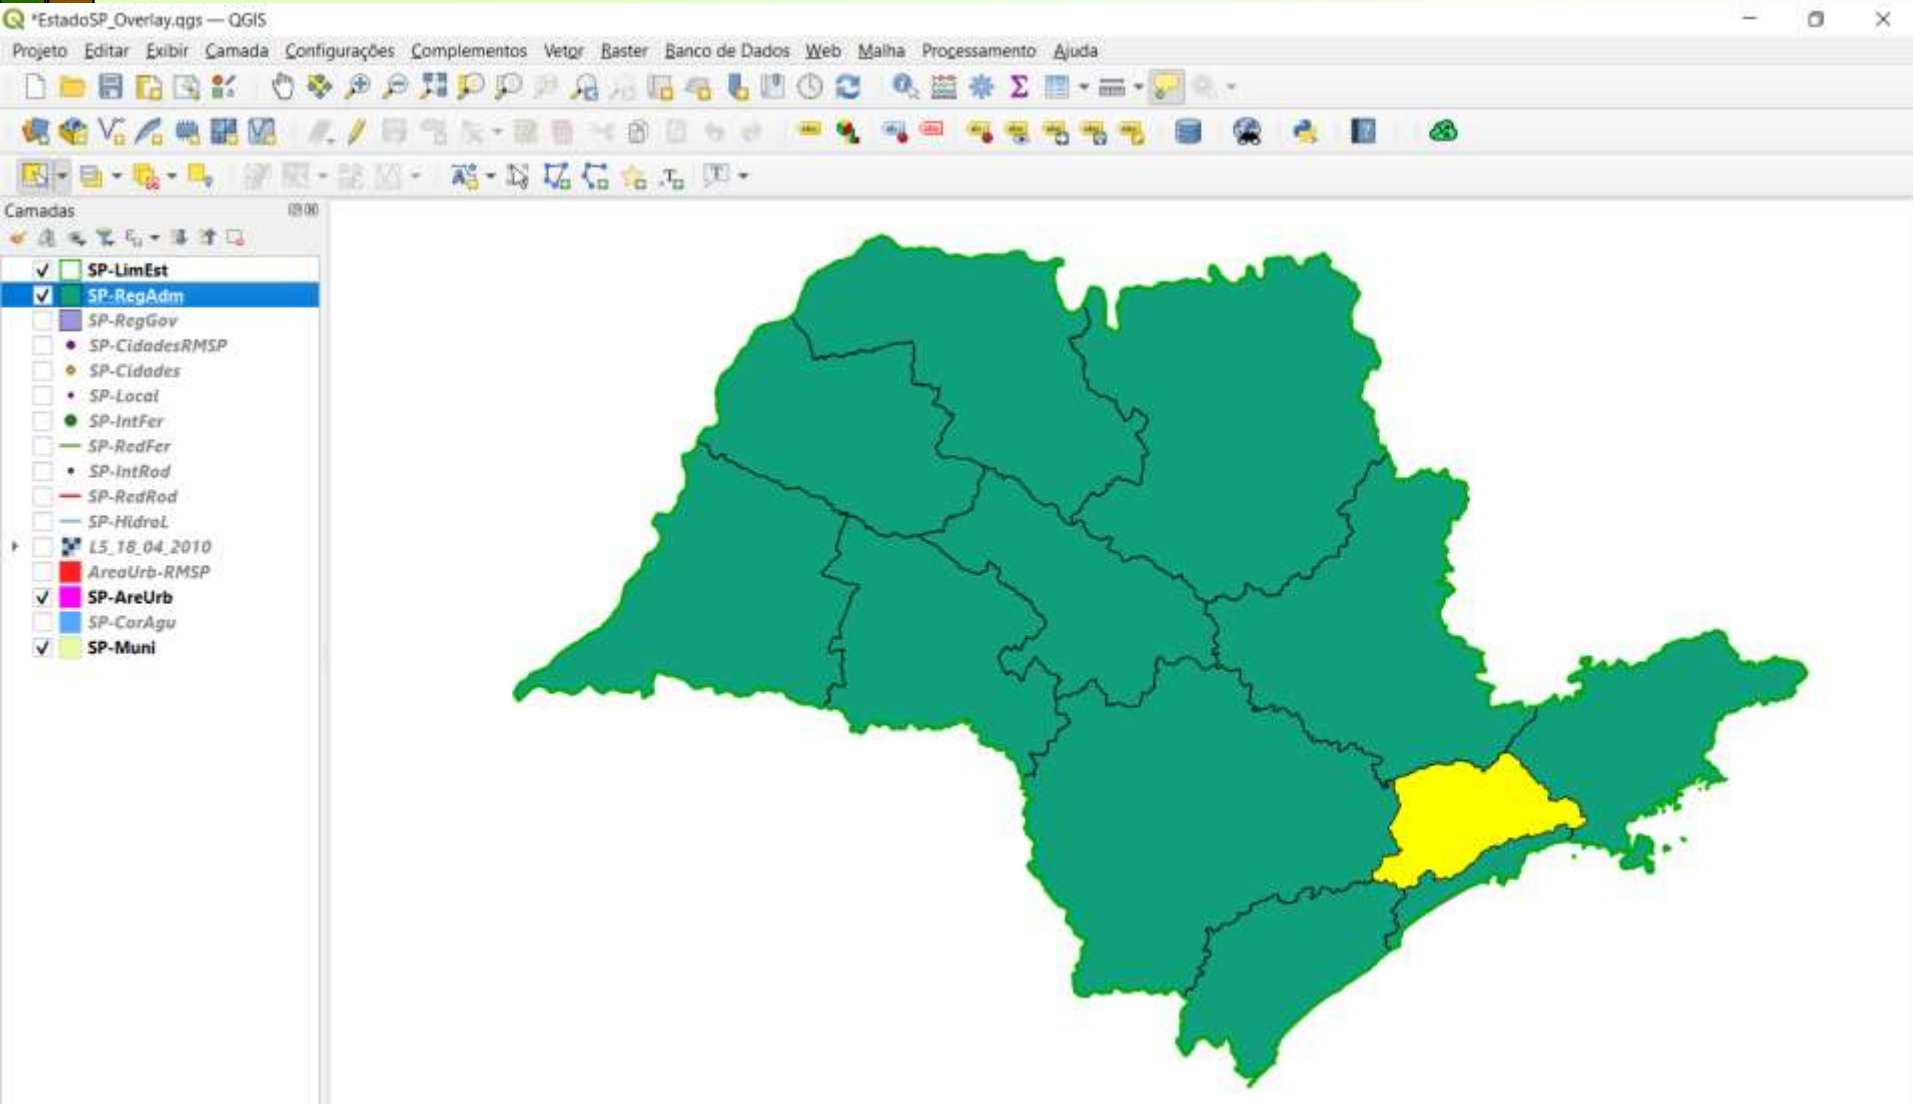 *EstadoSP_Overlay.qgs — QGIS
Projeto Editar Exibir Camada Configurações Complementos Vetor Raster Banco de Dados Web Malha Processamento Ajuda
Camadas
SP-LimEst
SP-RegAdm
SP-RegGov
SP-CidadesRMSP
SP-Cidades
SP-Local
SP-IntFer
SP-RedFer
SP-IntRod
SP-RedRod
SP-HidroL
L5_18_04_2010
AreaUrb-RMSP
SP-AreUrb
SP-CorAgu
SP-Muni